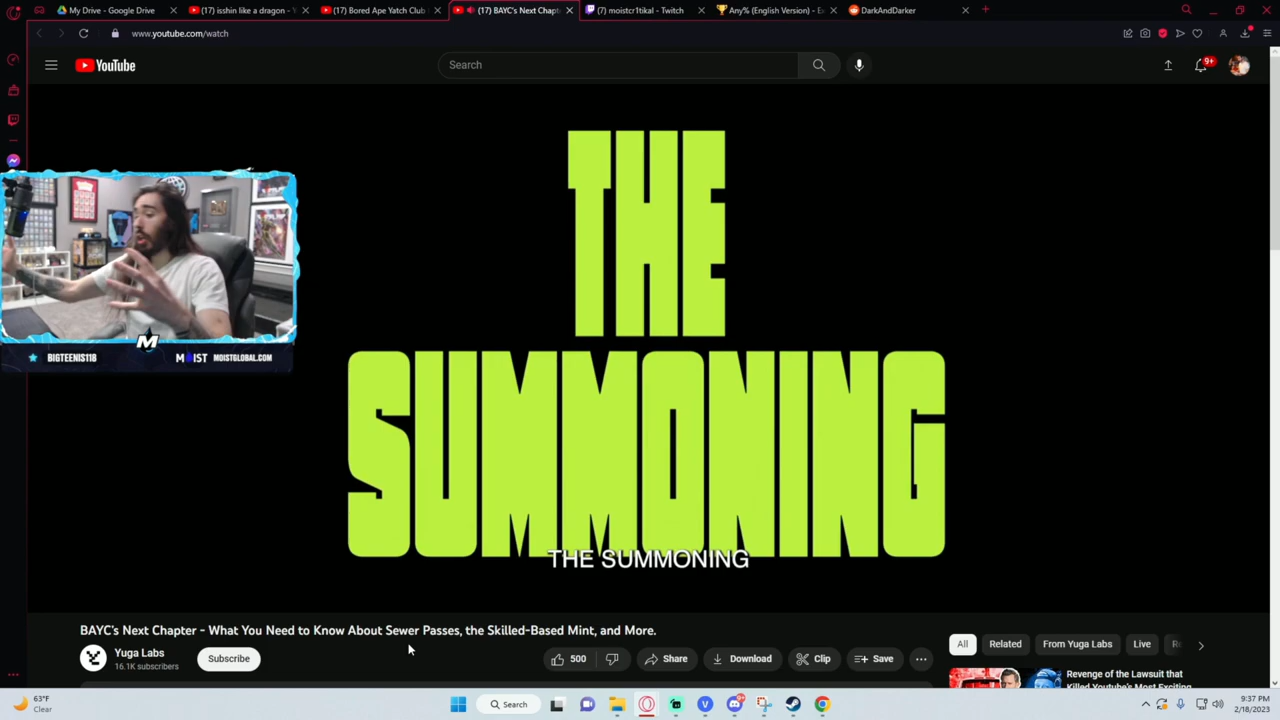 My Drive - Google Drive
(17) isshin like a dragon -
(17) Bored Ape Yatch Club
(17) BAYC's Next Chapt
(7) moistcr1tikal - Twitch
Any% (English Version) - E
DarkAndDarker
www.youtube.com/watch
YouTube
Search
9+
THE
SUMMONING
THE SUMMONING
BIGTEENIS118
MOIST MOISTGLOBAL.COM
BAYC's Next Chapter - What You Need to Know About Sewer Passes, the Skilled-Based Mint, and More.
Yuga Labs
16.1K subscribers
Subscribe
500
Share
Download
Clip
Save
All
Related
From Yuga Labs
Live
Revenge of the Lawsuit that
Killed Youtube's Most Exciting
63°F
Clear
Search
9:37 PM
2/18/2023